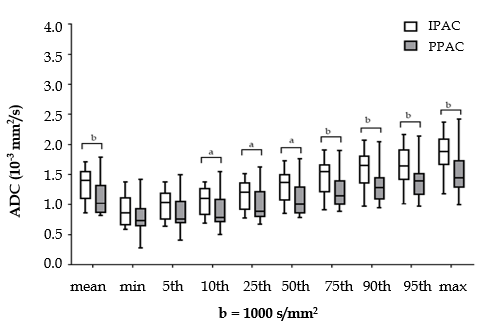 4.0
IPAC
3.5
PPAC
3.0
2.5
b
b
b
b
2.0
b
a
a
a
1.5
1.0
0.5
0.0
ADC (10⁻³ mm²/s)
mean min 5th 10th 25th 50th 75th 90th 95th max
b = 1000 s/mm²